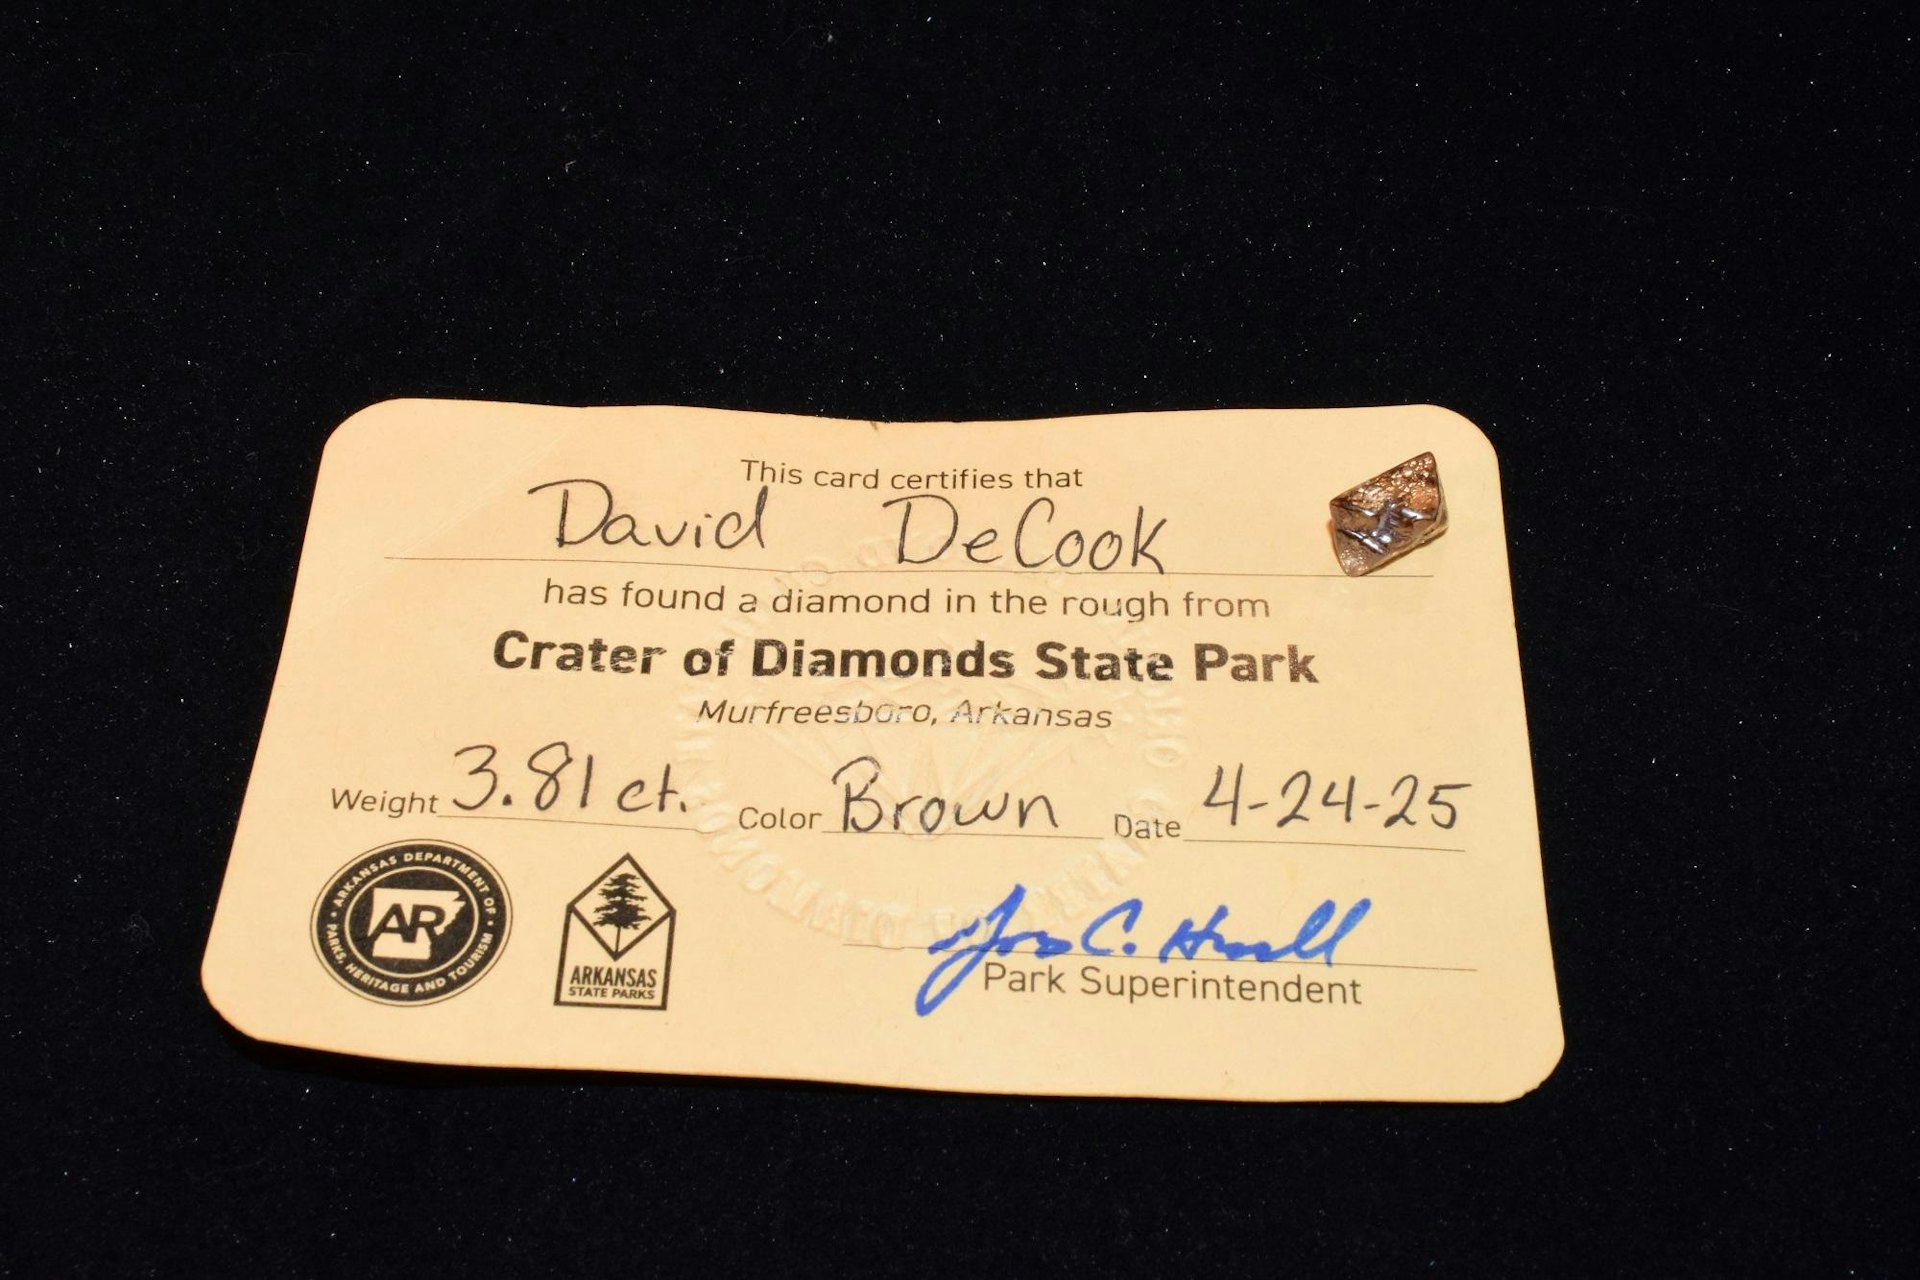 This card certifies that
David DeCook
has found a diamond in the rough from
Crater of Diamonds State Park
Murfreesboro, Arkansas
Weight 3.81 ct. Color Brown Date 4-24-25
ARKANSAS DEPARTMENT OF
PARKS, HERITAGE AND TOURISM
AR
ARKANSAS
STATE PARKS
Park Superintendent